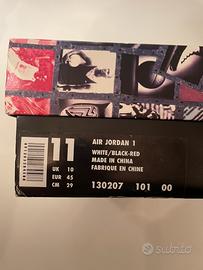 11
UK 10
EUR 45
CM 29
AIR JORDAN 1
WHITE/BLACK-RED
MADE IN CHINA
FABRIQUE EN CHINE
130207 101 00
subito